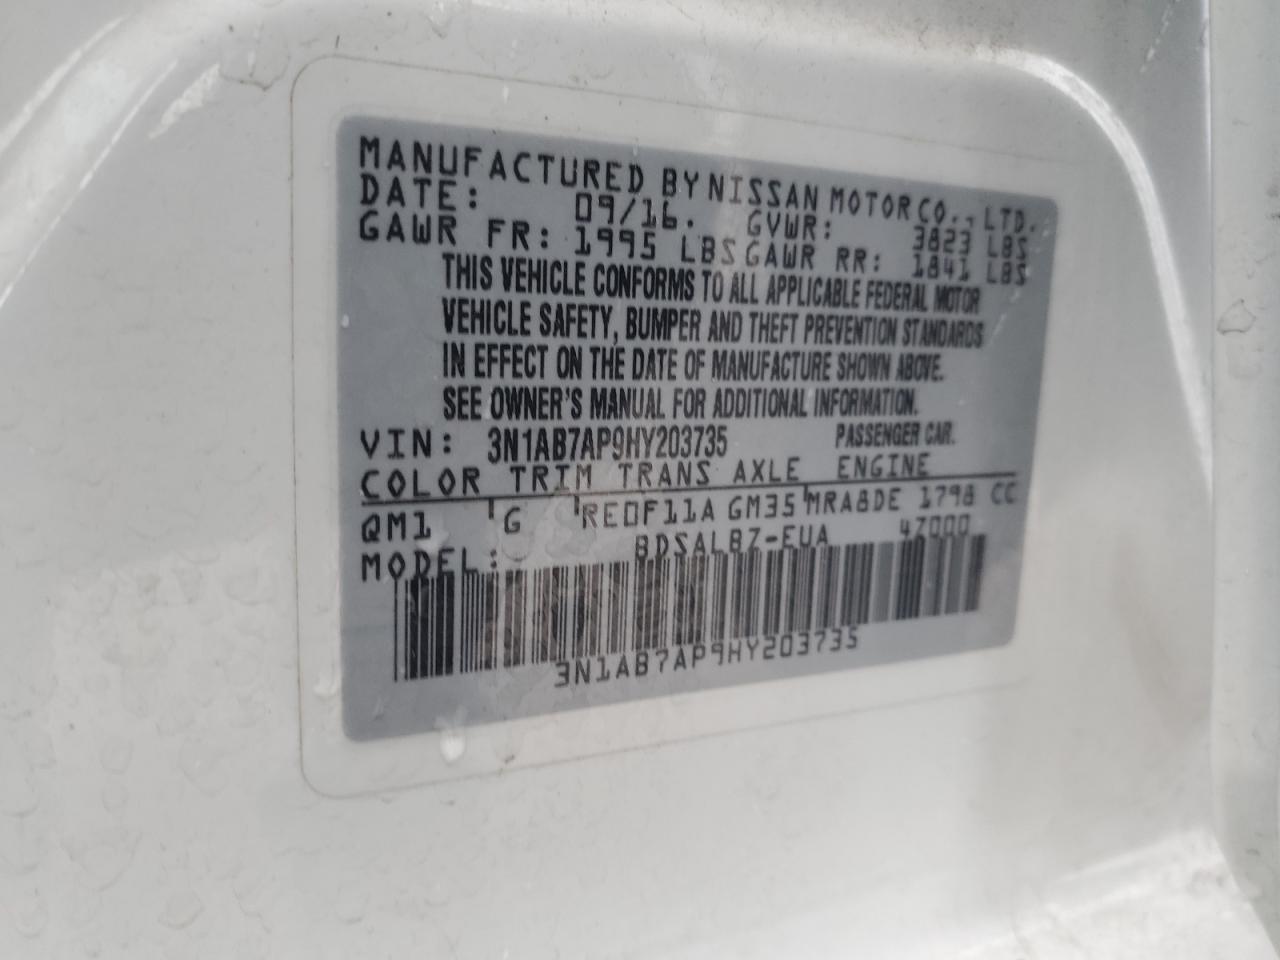 MANUFACTURED BY NISSAN MOTOR CO., LTD.
DATE: 09/16. GVWR: 3823 LBS
GAWR FR: 1995 LBS GAWR RR: 1841 LBS
THIS VEHICLE CONFORMS TO ALL APPLICABLE FEDERAL MOTOR
VEHICLE SAFETY, BUMPER AND THEFT PREVENTION STANDARDS
IN EFFECT ON THE DATE OF MANUFACTURE SHOWN ABOVE.
SEE OWNER'S MANUAL FOR ADDITIONAL INFORMATION.
VIN: 3N1AB7AP9HY203735 PASSENGER CAR.
COLOR TRIM TRANS AXLE ENGINE
QM1 G RE0F11A GM35 MRA8DE 1798 CC
MODEL: BDSALBZ-EUA 4Z000
3N1AB7AP9HY203735